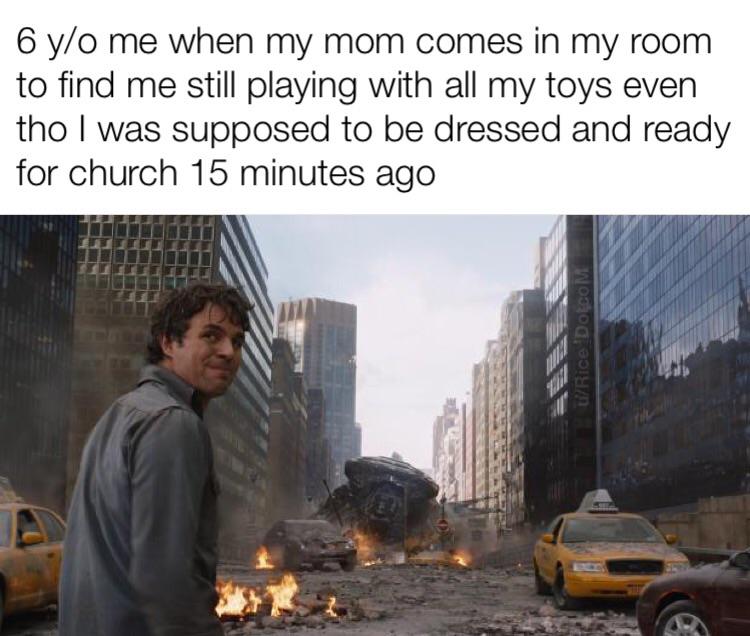 6 y/o me when my mom comes in my room
to find me still playing with all my toys even
tho I was supposed to be dressed and ready
for church 15 minutes ago
u/Rice_DotcoM